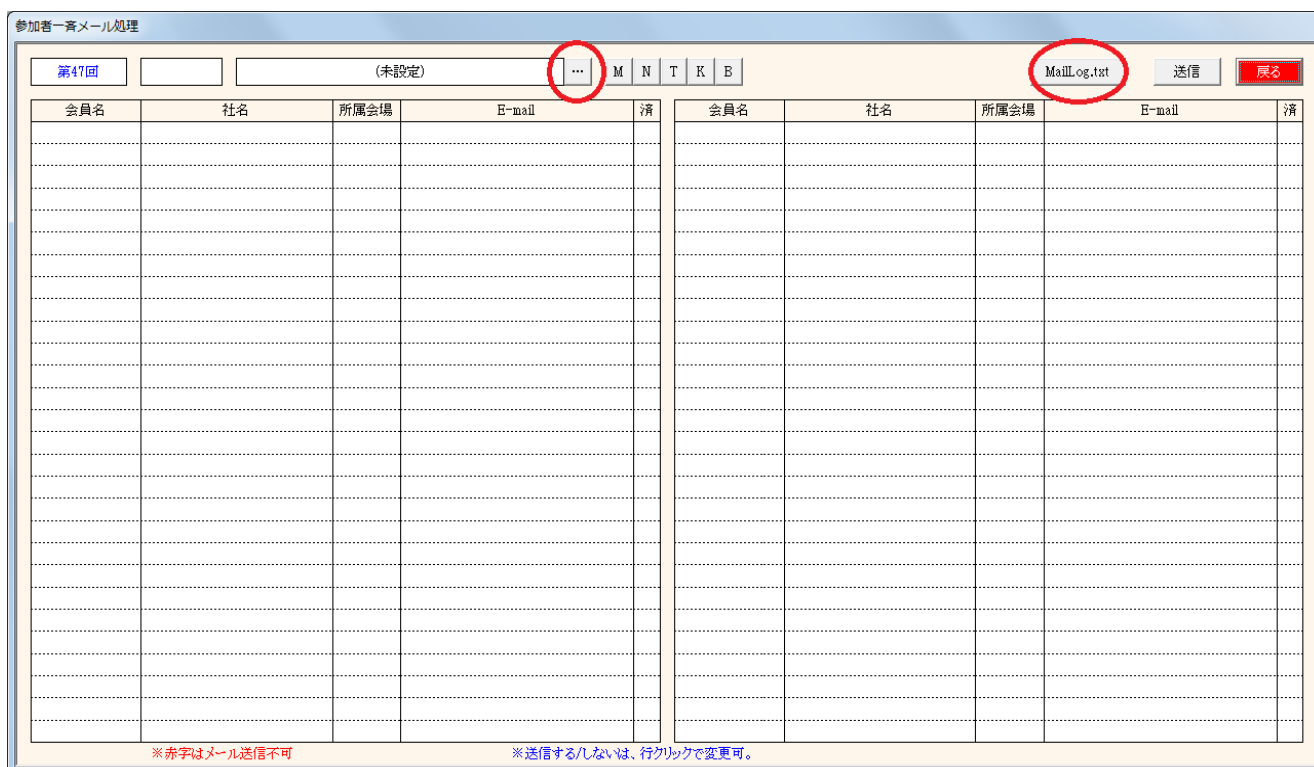 参加者一斉メール処理
第47回 (未設定) ... M N T K B MailLog.txt 送信 戻る
会員名 社名 所属会場 E-mail 済 会員名 社名 所属会場 E-mail 済
※赤字はメール送信不可 ※送信する/しないは、行クリックで変更可。